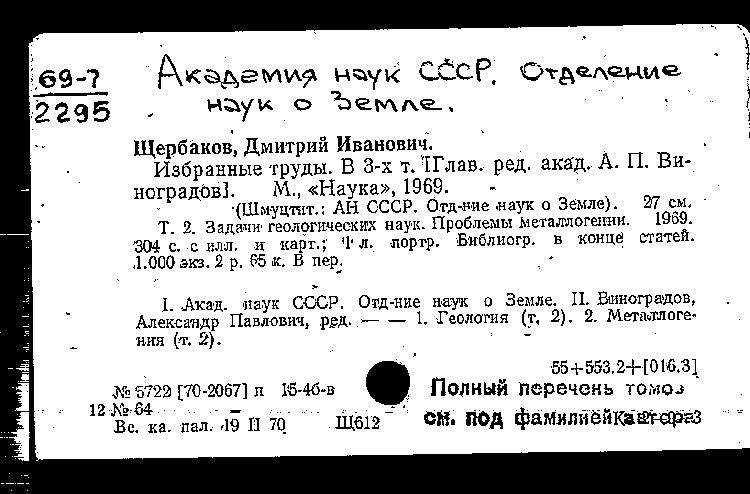 69-7
2295
Академия наук СССР. Отделение
наук о Земле.
Щербаков, Дмитрий Иванович.
Избранные труды. В 3-х т. [Глав. ред. акад. А. П. Ви-
ноградов]. М., «Наука», 1969.
(Шмуцтит.: АН СССР. Отд-ние наук о Земле). 27 см.
Т. 2. Задачи геологических наук. Проблемы металлогении. 1969.
304 с. с илл. и карт.; 1 л. портр. Библиогр. в конце статей.
1.000 экз. 2 р. 65 к. В пер.
I. Акад. наук СССР. Отд-ние наук о Земле. II. Виноградов,
Александр Павлович, ред. — — 1. Геология (т. 2). 2. Металлоге-
ния (т. 2).
55+553.2+[016.3]
№ 5722 [70-2067] п 15-4б-в
Полный перечень томов
12 № 64
см. под фамилией автора
Вс. кн. пал. 19 II 70 Щ612